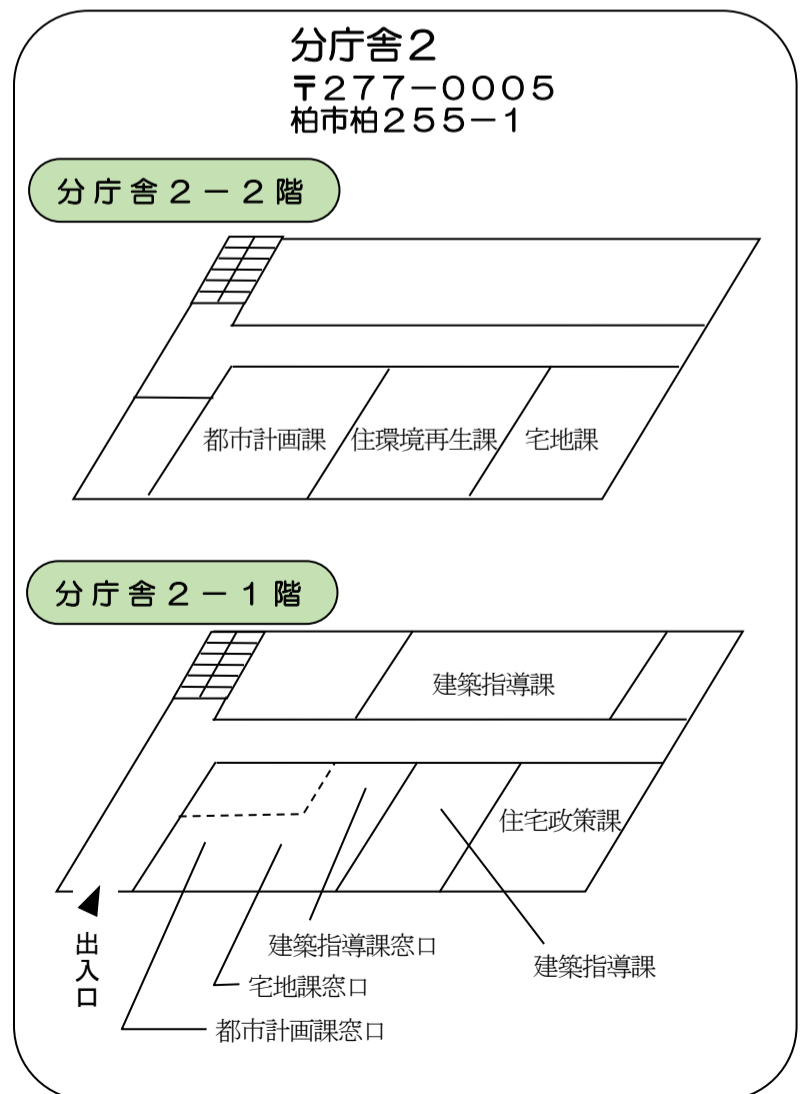 分庁舎２
〒２７７－０００５
柏市柏２５５－１
分庁舎２－２階
都市計画課
住環境再生課
宅地課
分庁舎２－１階
建築指導課
住宅政策課
出入口
建築指導課窓口
建築指導課
宅地課窓口
都市計画課窓口